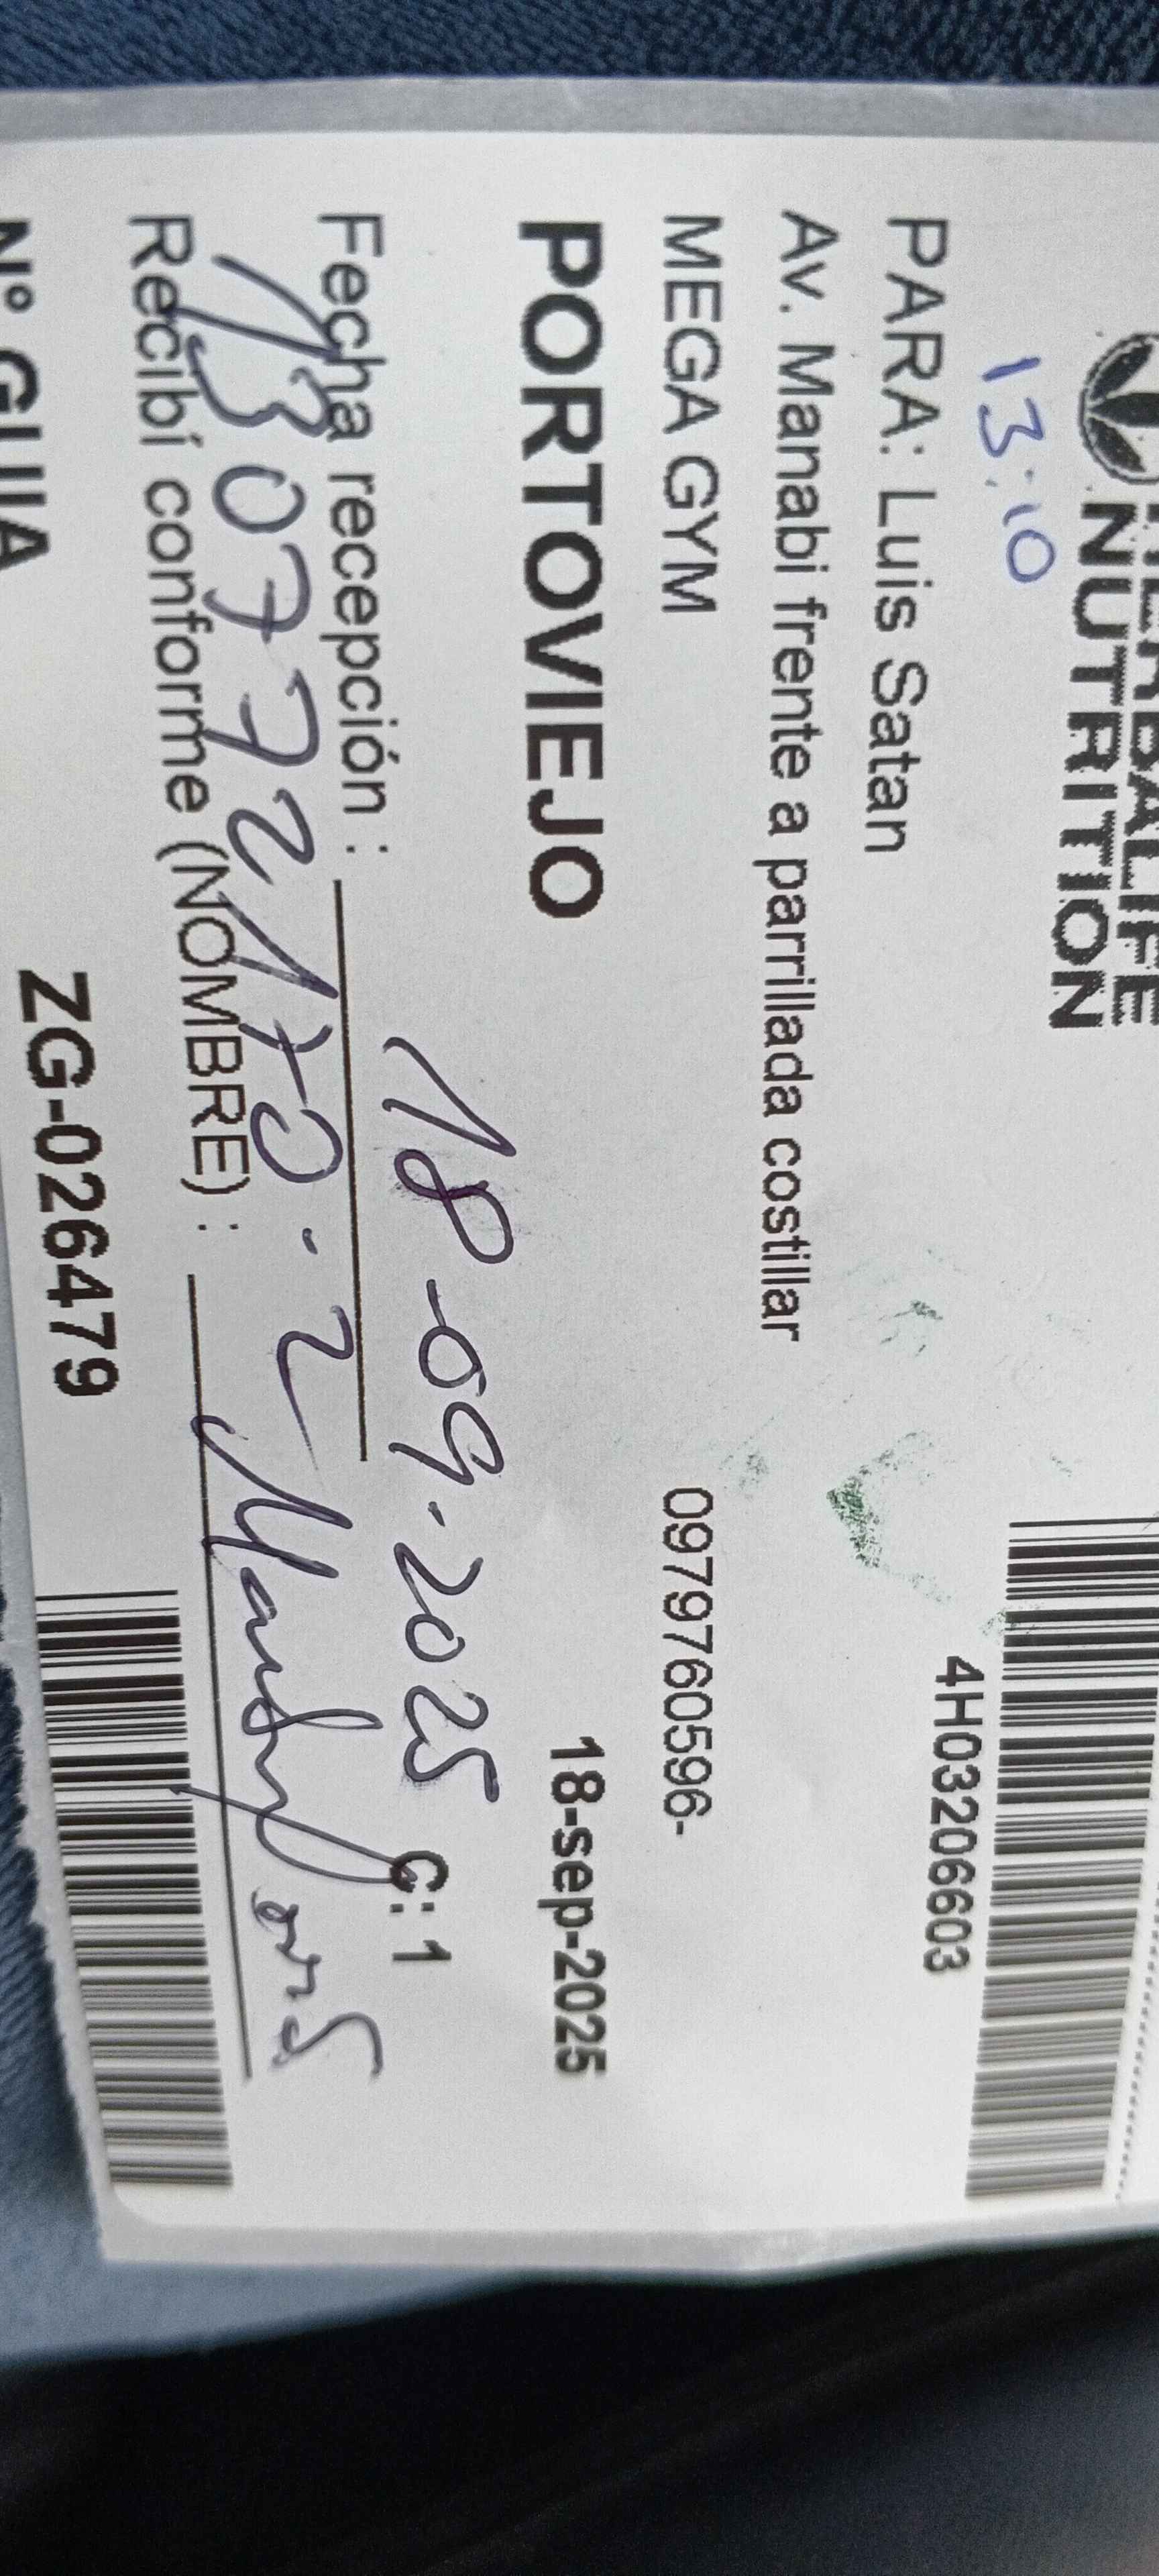 HERBALIFE
NUTRITION
13:10
4H03206603
PARA: Luis Satan
Av. Manabi frente a parrillada costillar
MEGA GYM 0979760596-
PORTOVIEJO 18-sep-2025
18-09-2025 C: 1
Fecha recepción :
Recibí conforme (NOMBRE) :
N° GUIA ZG-026479